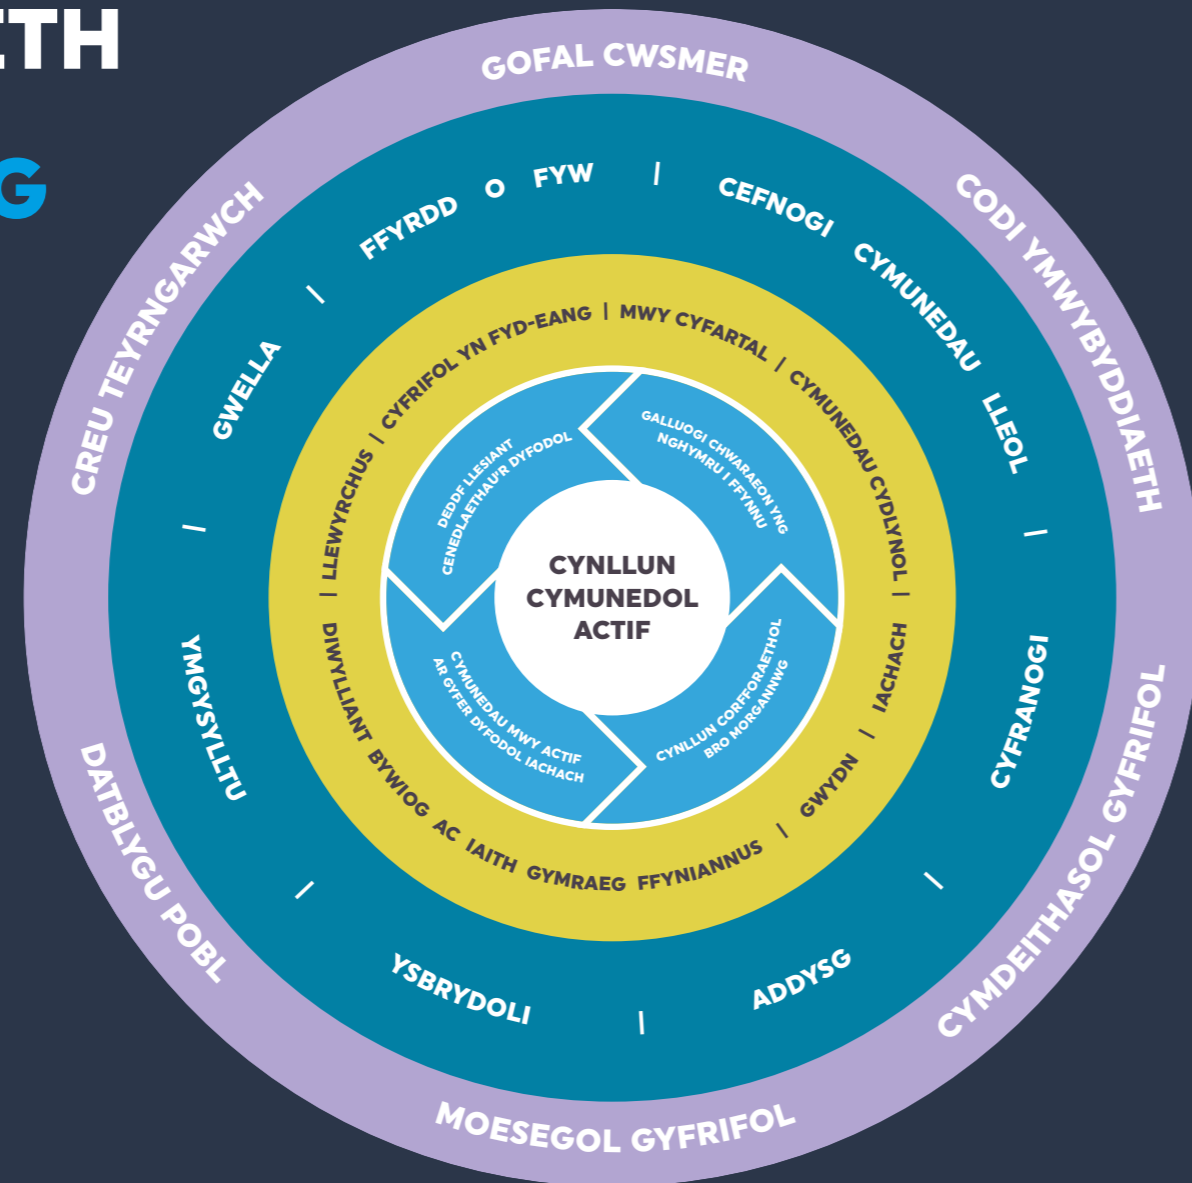 GOFAL CWSMER
CODI YMWYBYDDIAETH
CYMDEITHASOL GYFRIFOL
MOESEGOL GYFRIFOL
DATBLYGU POBL
CREU TEYRNGARWCH
GWELLA | FFYRDD O FYW | CEFNOGI CYMUNEDAU LLEOL | CYFRANOGI | ADDYSG | YSBRYDOLI | YMGYSYLLTU |
| LLEWYRCHUS | CYFRIFOL YN FYD-EANG | MWY CYFARTAL | CYMUNEDAU CYDLYNOL |
IACHACH | GWYDN |
DIWYLLIANT BYWIOG AC IAITH GYMRAEG FFYNIANNUS
DEDDF LLESIANT
CENEDLAETHAU'R DYFODOL
GALLUOGI CHWARAEON YNG
NGHYMRU I FFYNNU
CYNLLUN CORFFORAETHOL
BRO MORGANNWG
CYMUNEDAU MWY ACTIF
AR GYFER DYFODOL IACHACH
CYNLLUN
CYMUNEDOL
ACTIF